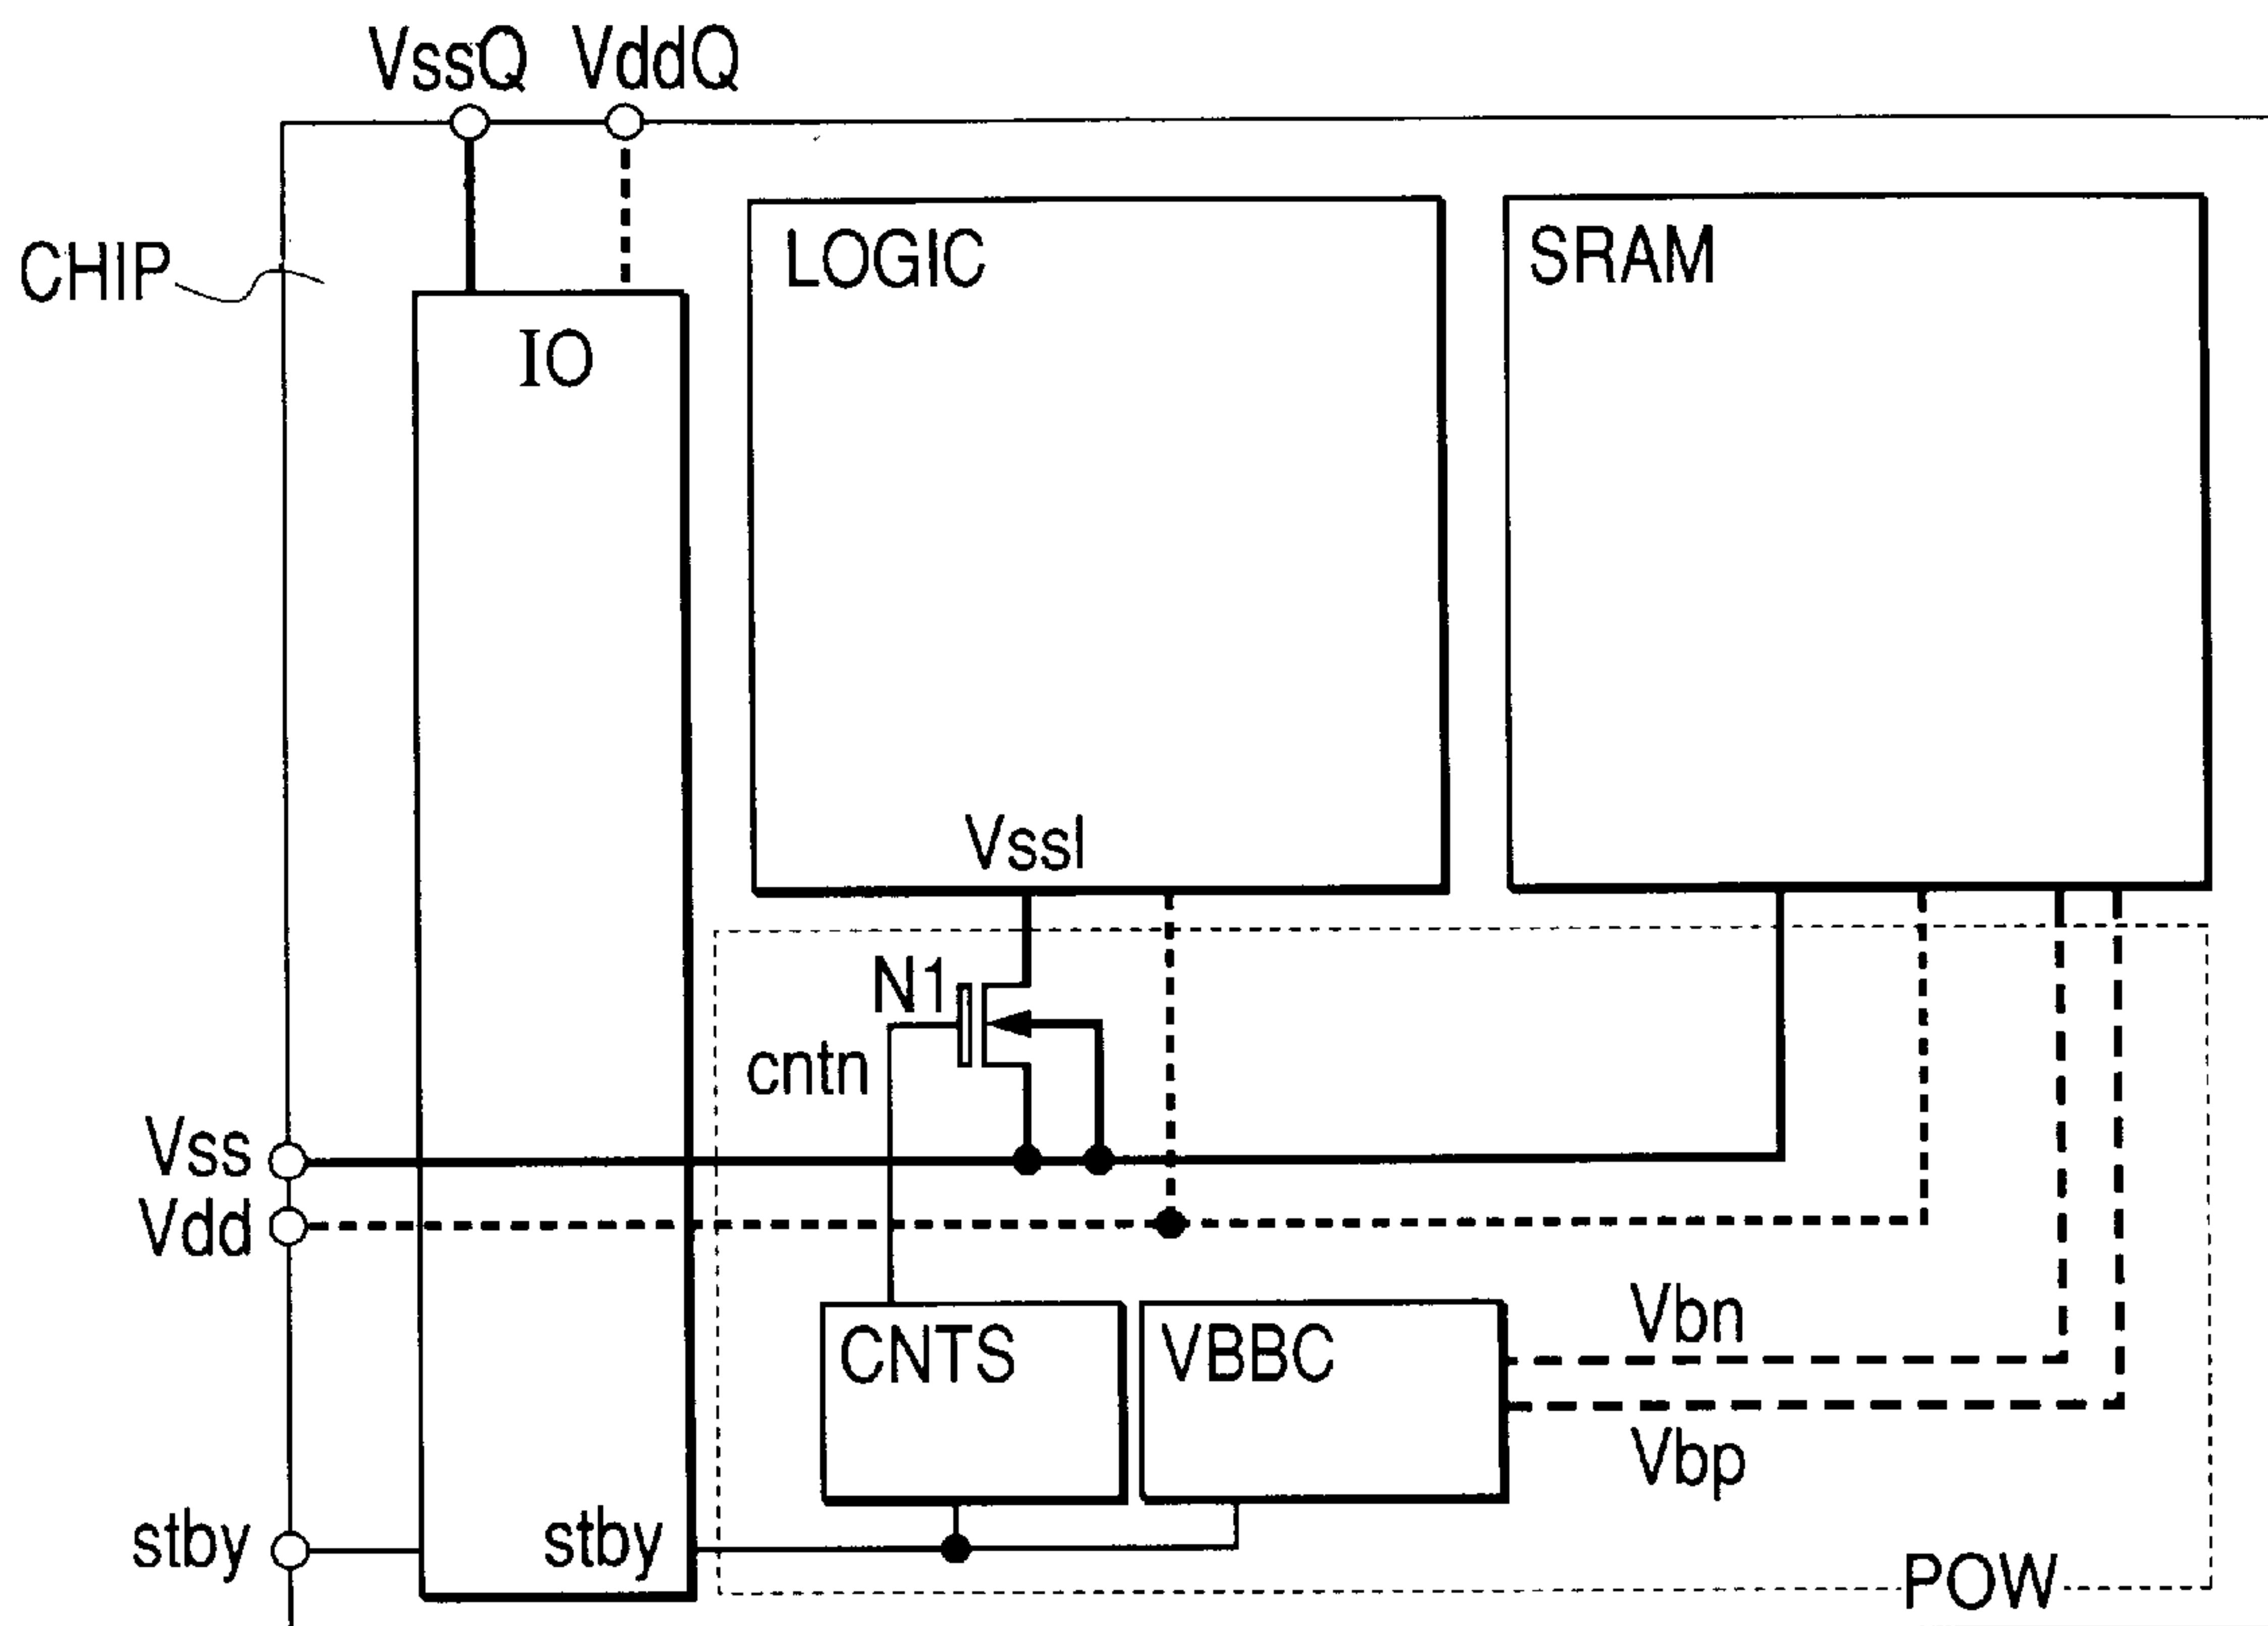 VssQ VddQ
CHIP
LOGIC
SRAM
IO
Vssl
N1
cntn
Vss
Vdd
CNTS
VBBC
Vbn
Vbp
stby
stby
POW